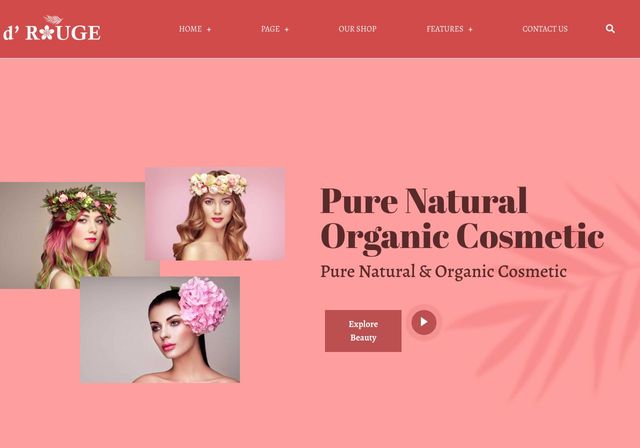 d' ROUGE
HOME +
PAGE +
OUR SHOP
FEATURES +
CONTACT US
Pure Natural
Organic Cosmetic
Pure Natural & Organic Cosmetic
Explore
Beauty